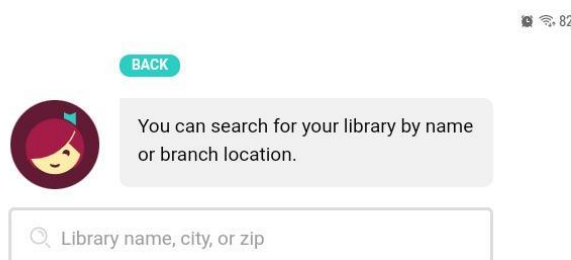 82
BACK
You can search for your library by name
or branch location.
Library name, city, or zip